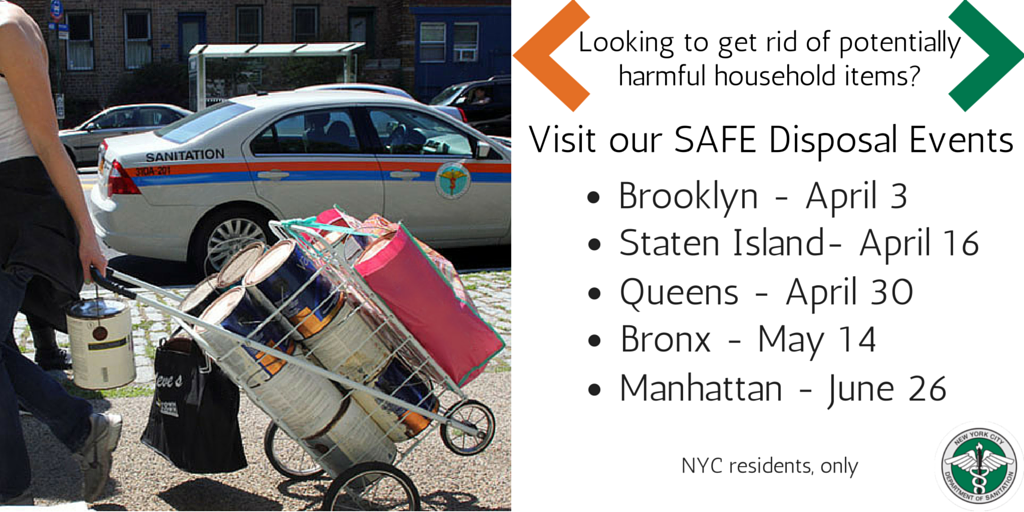 SANITATION
31DA-201
Looking to get rid of potentially
harmful household items?
Visit our SAFE Disposal Events
• Brooklyn - April 3
• Staten Island- April 16
• Queens - April 30
• Bronx - May 14
• Manhattan - June 26
NYC residents, only
NEW YORK CITY
DEPARTMENT OF SANITATION